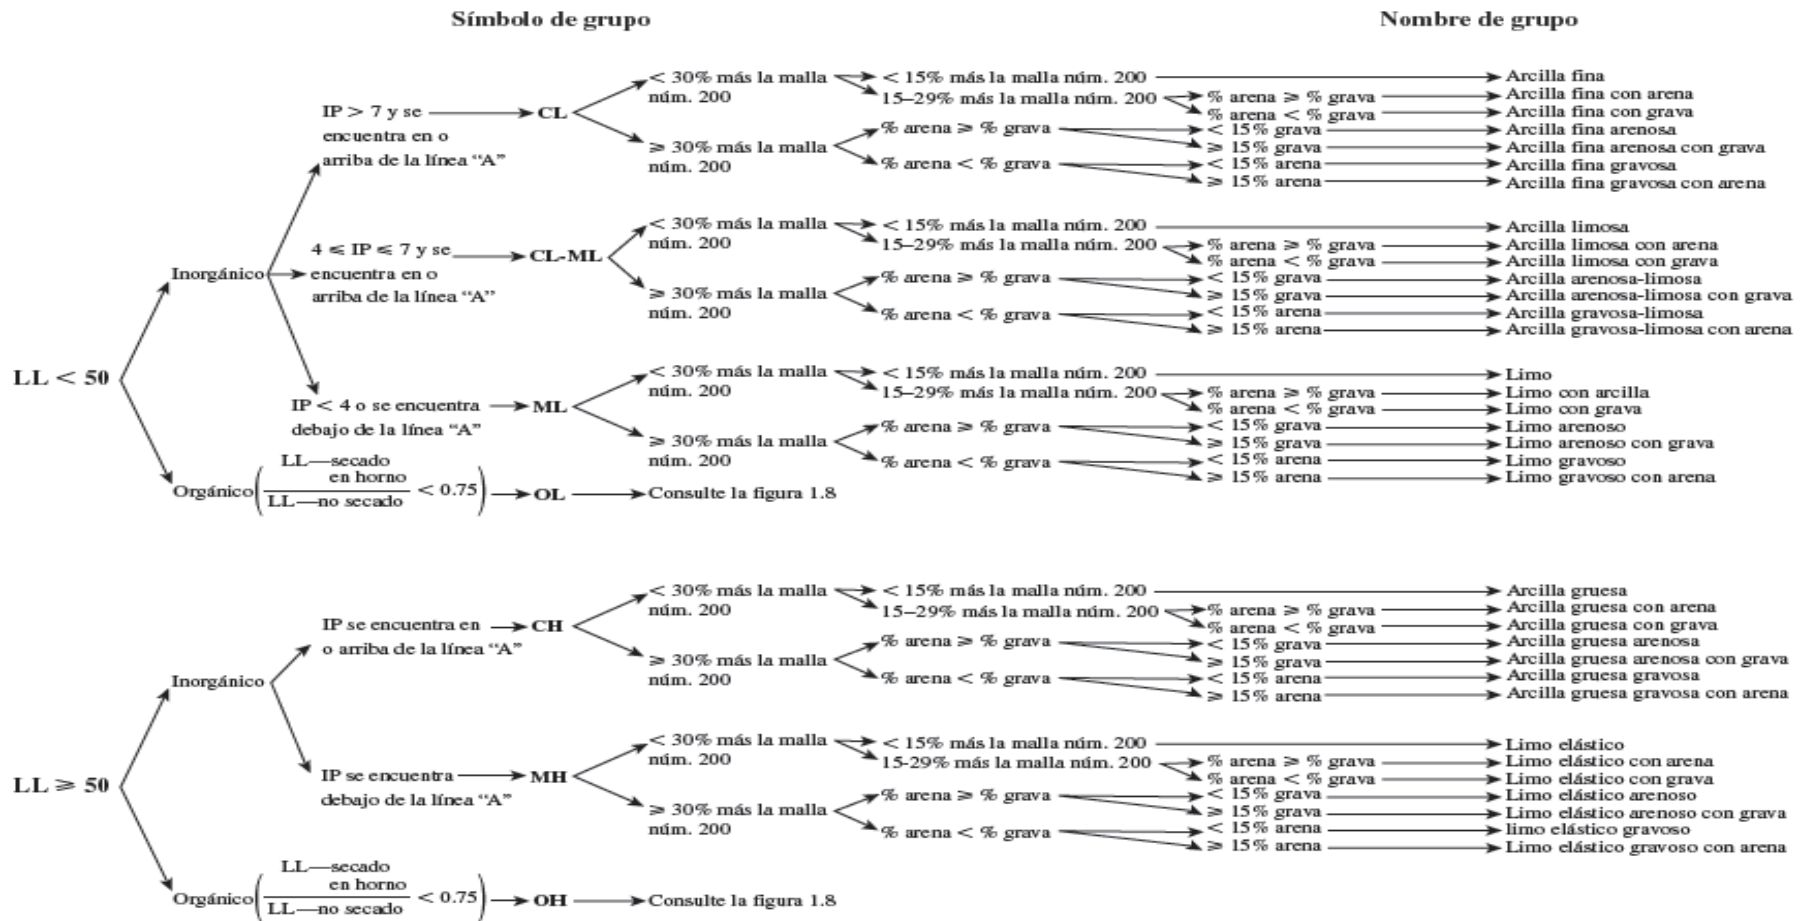 Símbolo de grupo
Nombre de grupo
LL < 50
Inorgánico
IP > 7 y se
encuentra en o
arriba de la línea “A”
CL
< 30% más la malla
núm. 200
< 15% más la malla núm. 200
Arcilla fina
15–29% más la malla núm. 200
% arena ≥ % grava
Arcilla fina con arena
% arena < % grava
Arcilla fina con grava
≥ 30% más la malla
núm. 200
% arena ≥ % grava
< 15% grava
Arcilla fina arenosa
≥ 15% grava
Arcilla fina arenosa con grava
% arena < % grava
< 15% arena
Arcilla fina gravosa
≥ 15% arena
Arcilla fina gravosa con arena
4 ≤ IP ≤ 7 y se
encuentra en o
arriba de la línea “A”
CL-ML
< 30% más la malla
núm. 200
< 15% más la malla núm. 200
Arcilla limosa
15–29% más la malla núm. 200
% arena ≥ % grava
Arcilla limosa con arena
% arena < % grava
Arcilla limosa con grava
≥ 30% más la malla
núm. 200
% arena ≥ % grava
< 15% grava
Arcilla arenosa-limosa
≥ 15% grava
Arcilla arenosa-limosa con grava
% arena < % grava
< 15% arena
Arcilla gravosa-limosa
≥ 15% arena
Arcilla gravosa-limosa con arena
IP < 4 o se encuentra
debajo de la línea “A”
ML
< 30% más la malla
núm. 200
< 15% más la malla núm. 200
Limo
15–29% más la malla núm. 200
% arena ≥ % grava
Limo con arcilla
% arena < % grava
Limo con grava
≥ 30% más la malla
núm. 200
% arena ≥ % grava
< 15% grava
Limo arenoso
≥ 15% grava
Limo arenoso con grava
% arena < % grava
< 15% arena
Limo gravoso
≥ 15% arena
Limo gravoso con arena
Orgánico
LL—secado
en horno
LL—no secado
< 0.75
OL
Consulte la figura 1.8
LL ≥ 50
Inorgánico
IP se encuentra en
o arriba de la línea “A”
CH
< 30% más la malla
núm. 200
< 15% más la malla núm. 200
Arcilla gruesa
15–29% más la malla núm. 200
% arena ≥ % grava
Arcilla gruesa con arena
% arena < % grava
Arcilla gruesa con grava
≥ 30% más la malla
núm. 200
% arena ≥ % grava
< 15% grava
Arcilla gruesa arenosa
≥ 15% grava
Arcilla gruesa arenosa con grava
% arena < % grava
< 15% arena
Arcilla gruesa gravosa
≥ 15% arena
Arcilla gruesa gravosa con arena
IP se encuentra
debajo de la línea “A”
MH
< 30% más la malla
núm. 200
< 15% más la malla núm. 200
Limo elástico
15-29% más la malla núm. 200
% arena ≥ % grava
Limo elástico con arena
% arena < % grava
Limo elástico con grava
≥ 30% más la malla
núm. 200
% arena ≥ % grava
< 15% grava
Limo elástico arenoso
≥ 15% grava
Limo elástico arenoso con grava
% arena < % grava
< 15% arena
limo elástico gravoso
≥ 15% arena
Limo elástico gravoso con arena
Orgánico
LL—secado
en horno
LL—no secado
< 0.75
OH
Consulte la figura 1.8